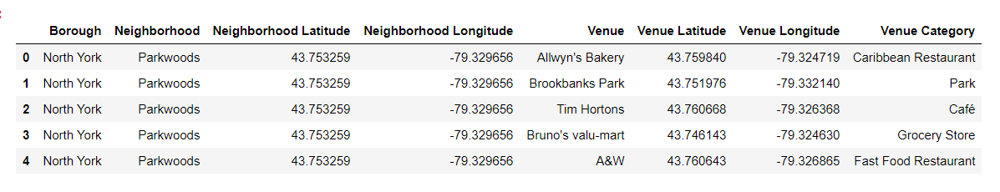 Borough Neighborhood Neighborhood Latitude Neighborhood Longitude Venue Venue Latitude Venue Longitude Venue Category
0 North York Parkwoods 43.753259 -79.329656 Allwyn's Bakery 43.759840 -79.324719 Caribbean Restaurant
1 North York Parkwoods 43.753259 -79.329656 Brookbanks Park 43.751976 -79.332140 Park
2 North York Parkwoods 43.753259 -79.329656 Tim Hortons 43.760668 -79.326368 Café
3 North York Parkwoods 43.753259 -79.329656 Bruno's valu-mart 43.746143 -79.324630 Grocery Store
4 North York Parkwoods 43.753259 -79.329656 A&W 43.760643 -79.326865 Fast Food Restaurant